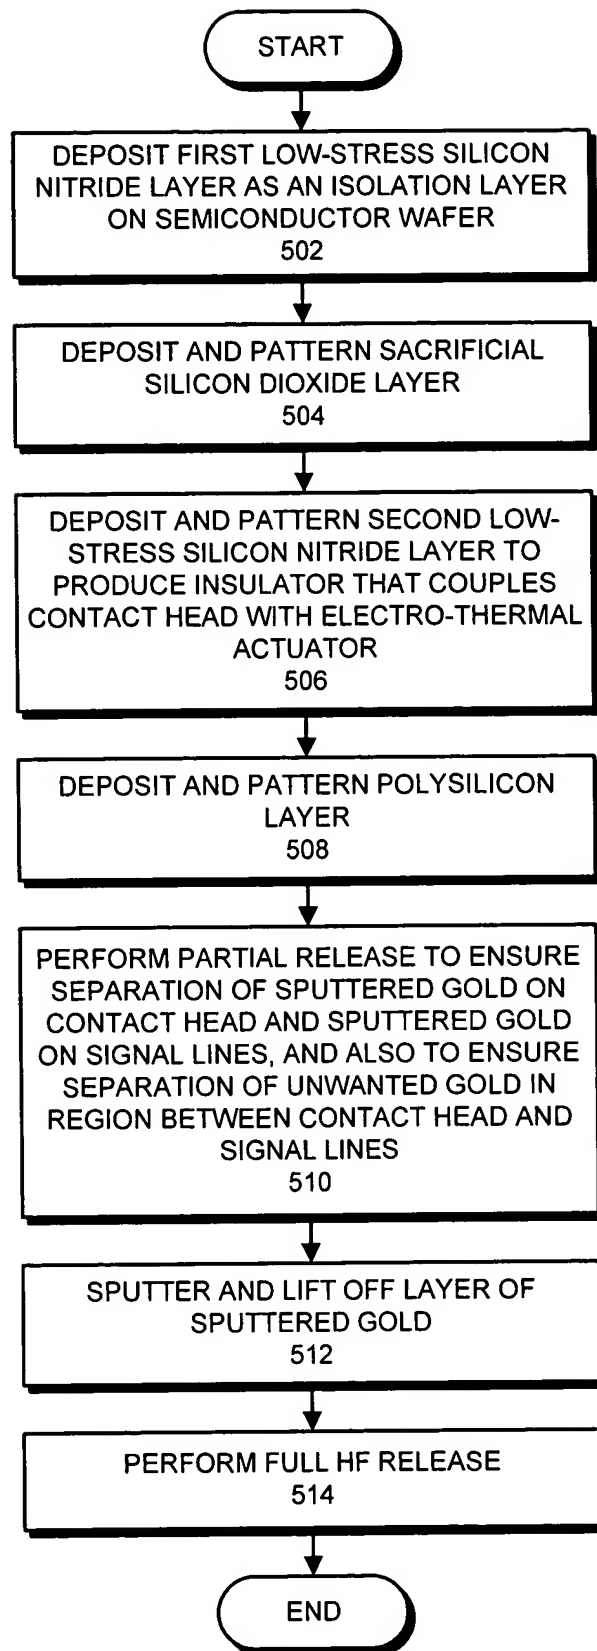 START
DEPOSIT FIRST LOW-STRESS SILICON
NITRIDE LAYER AS AN ISOLATION LAYER
ON SEMICONDUCTOR WAFER
502
DEPOSIT AND PATTERN SACRIFICIAL
SILICON DIOXIDE LAYER
504
DEPOSIT AND PATTERN SECOND LOW-
STRESS SILICON NITRIDE LAYER TO
PRODUCE INSULATOR THAT COUPLES
CONTACT HEAD WITH ELECTRO-THERMAL
ACTUATOR
506
DEPOSIT AND PATTERN POLYSILICON
LAYER
508
PERFORM PARTIAL RELEASE TO ENSURE
SEPARATION OF SPUTTERED GOLD ON
CONTACT HEAD AND SPUTTERED GOLD
ON SIGNAL LINES, AND ALSO TO ENSURE
SEPARATION OF UNWANTED GOLD IN
REGION BETWEEN CONTACT HEAD AND
SIGNAL LINES
510
SPUTTER AND LIFT OFF LAYER OF
SPUTTERED GOLD
512
PERFORM FULL HF RELEASE
514
END